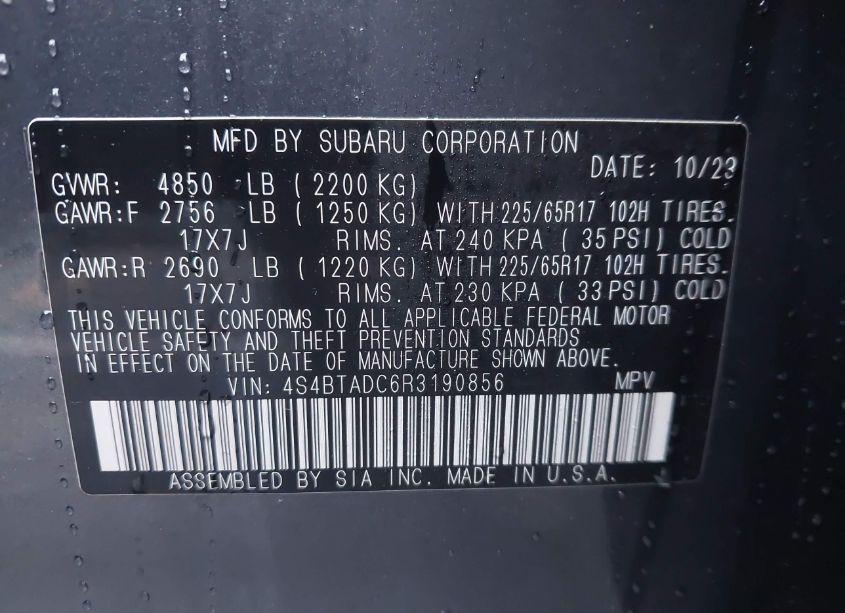 MFD BY SUBARU CORPORATION
DATE: 10/23
GVWR: 4850 LB ( 2200 KG)
GAWR:F 2756 LB ( 1250 KG) WITH 225/65R17 102H TIRES.
17X7J RIMS. AT 240 KPA ( 35 PSI) COLD
GAWR:R 2690 LB ( 1220 KG) WITH 225/65R17 102H TIRES.
17X7J RIMS. AT 230 KPA ( 33 PSI) COLD
THIS VEHICLE CONFORMS TO ALL APPLICABLE FEDERAL MOTOR
VEHICLE SAFETY AND THEFT PREVENTION STANDARDS
IN EFFECT ON THE DATE OF MANUFACTURE SHOWN ABOVE.
VIN: 4S4BTADC6R3190856 MPV
ASSEMBLED BY SIA INC. MADE IN U.S.A.